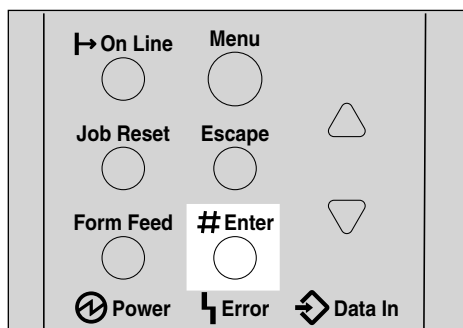 On Line Menu
Job Reset Escape
Form Feed # Enter
Power Error Data In